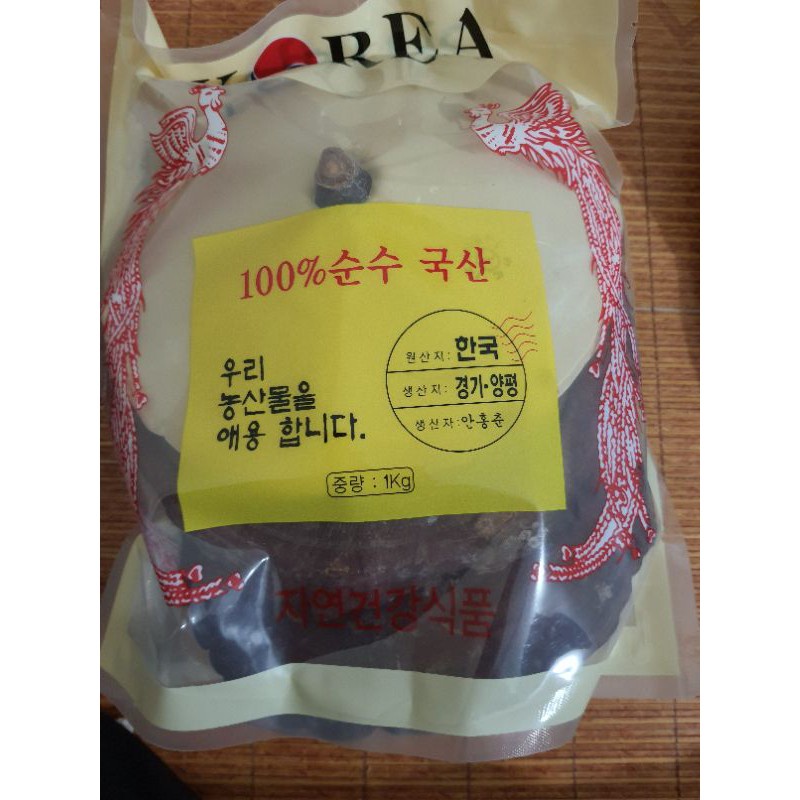 KOREA
100%순수 국산
우리
농산물을
애용 합니다.
원산지: 한국
생산지: 경기·양평
생산자: 안홍춘
중량 : 1Kg
자연건강식품